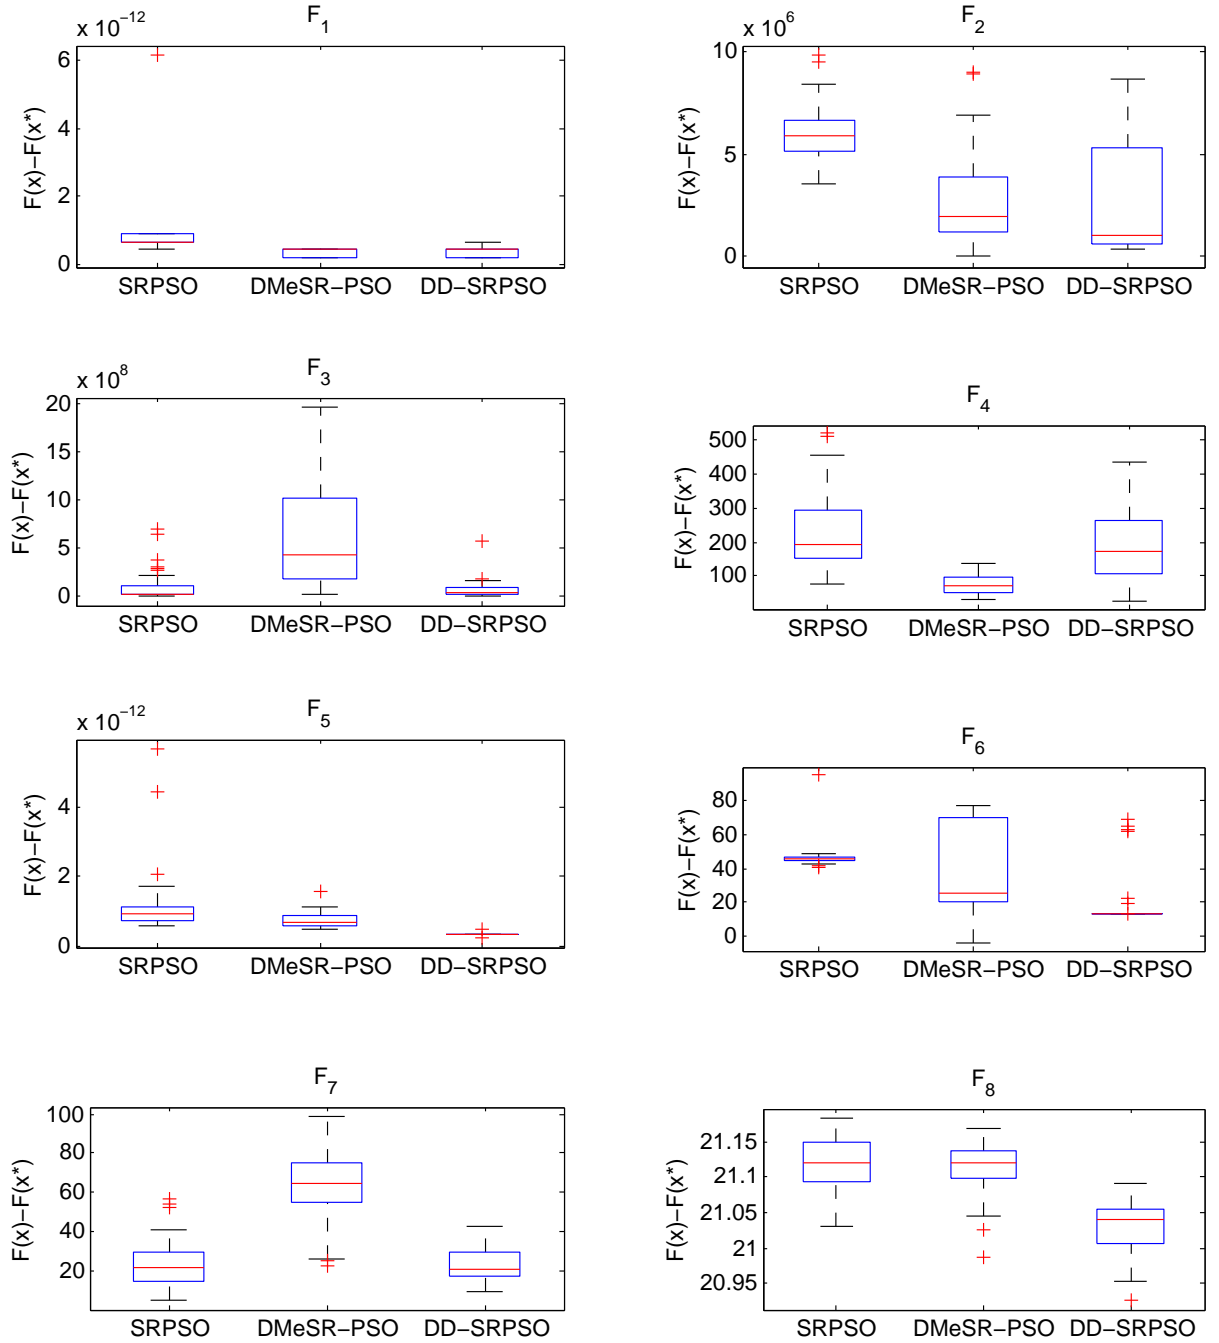 x 10−12
F1
F(x)−F(x*)
6
4
2
0
SRPSO DMeSR−PSO DD−SRPSO
x 106
F2
F(x)−F(x*)
10
5
0
SRPSO DMeSR−PSO DD−SRPSO
x 108
F3
F(x)−F(x*)
20
15
10
5
0
SRPSO DMeSR−PSO DD−SRPSO
F4
F(x)−F(x*)
500
400
300
200
100
SRPSO DMeSR−PSO DD−SRPSO
x 10−12
F5
F(x)−F(x*)
4
2
0
SRPSO DMeSR−PSO DD−SRPSO
F6
F(x)−F(x*)
80
60
40
20
0
SRPSO DMeSR−PSO DD−SRPSO
F7
F(x)−F(x*)
100
80
60
40
20
SRPSO DMeSR−PSO DD−SRPSO
F8
F(x)−F(x*)
21.15
21.1
21.05
21
20.95
SRPSO DMeSR−PSO DD−SRPSO